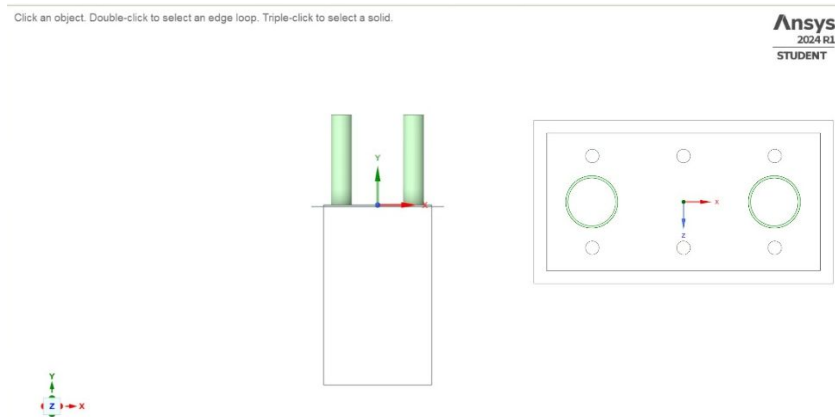 Click an object. Double-click to select an edge loop. Triple-click to select a solid.
Ansys
2024 R1
STUDENT
Y
X
X
Z
Y
Z
X